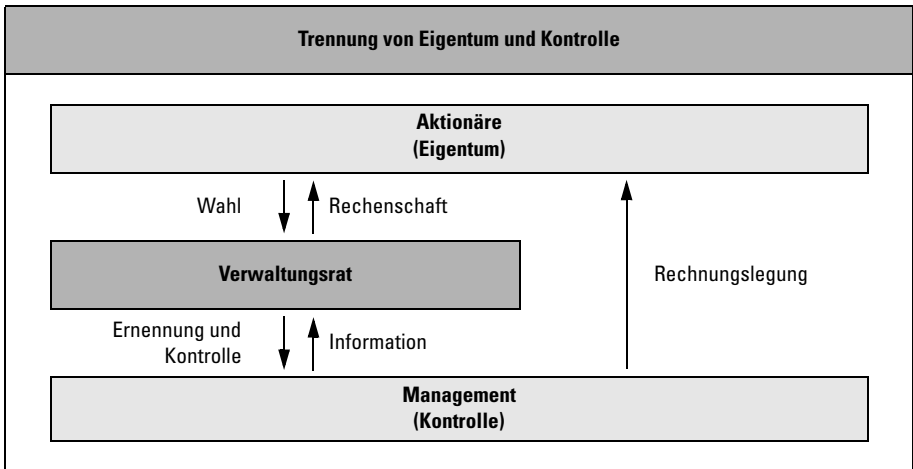 Trennung von Eigentum und Kontrolle
Aktionäre
(Eigentum)
Wahl
Rechenschaft
Verwaltungsrat
Rechnungslegung
Ernennung und
Kontrolle
Information
Management
(Kontrolle)